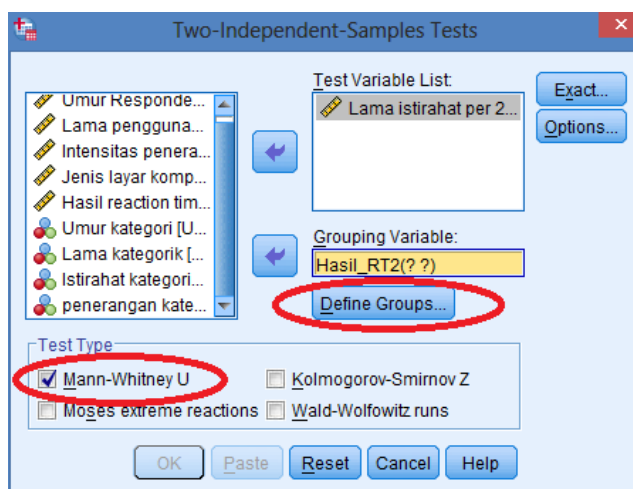 Two-Independent-Samples Tests
Test Variable List:
Umur Responde...
Lama pengguna...
Intensitas penera...
Jenis layar komp...
Hasil reaction tim...
Umur kategori [U...
Lama kategorik [...
Istirahat kategori...
penerangan kate...
Lama istirahat per 2...
Exact...
Options...
Grouping Variable:
Hasil_RT2(? ?)
Define Groups...
Test Type
Mann-Whitney U
Kolmogorov-Smirnov Z
Moses extreme reactions
Wald-Wolfowitz runs
OK
Paste
Reset
Cancel
Help